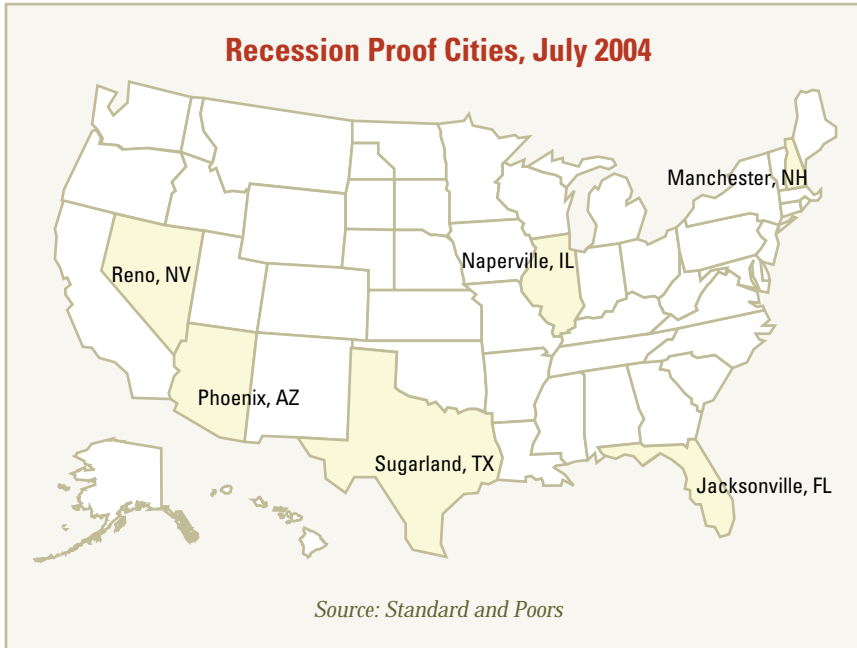 Recession Proof Cities, July 2004
Manchester, NH
Naperville, IL
Reno, NV
Phoenix, AZ
Sugarland, TX
Jacksonville, FL
Source: Standard and Poors